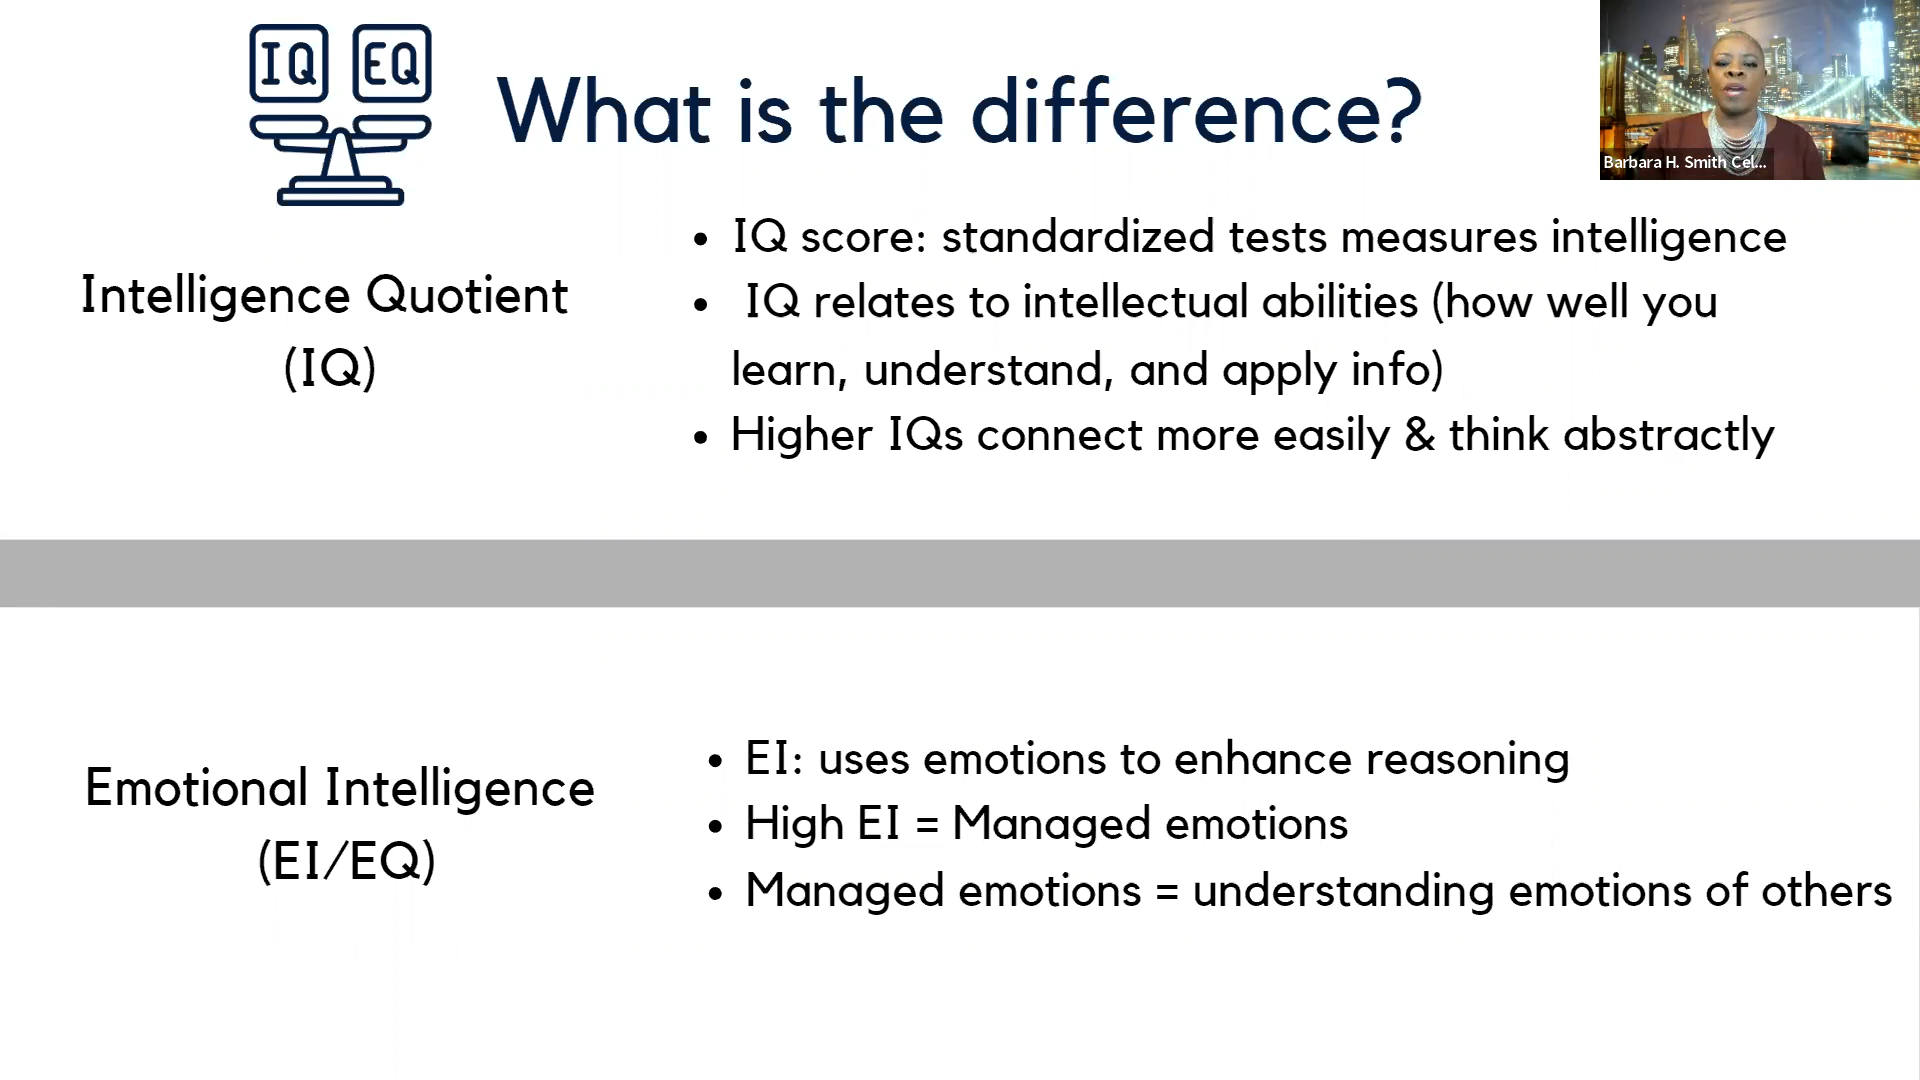 IQ EQ
What is the difference?
Barbara H. Smith Cel...
Intelligence Quotient
(IQ)
• IQ score: standardized tests measures intelligence
• IQ relates to intellectual abilities (how well you
learn, understand, and apply info)
• Higher IQs connect more easily & think abstractly
Emotional Intelligence
(EI/EQ)
• EI: uses emotions to enhance reasoning
• High EI = Managed emotions
• Managed emotions = understanding emotions of others